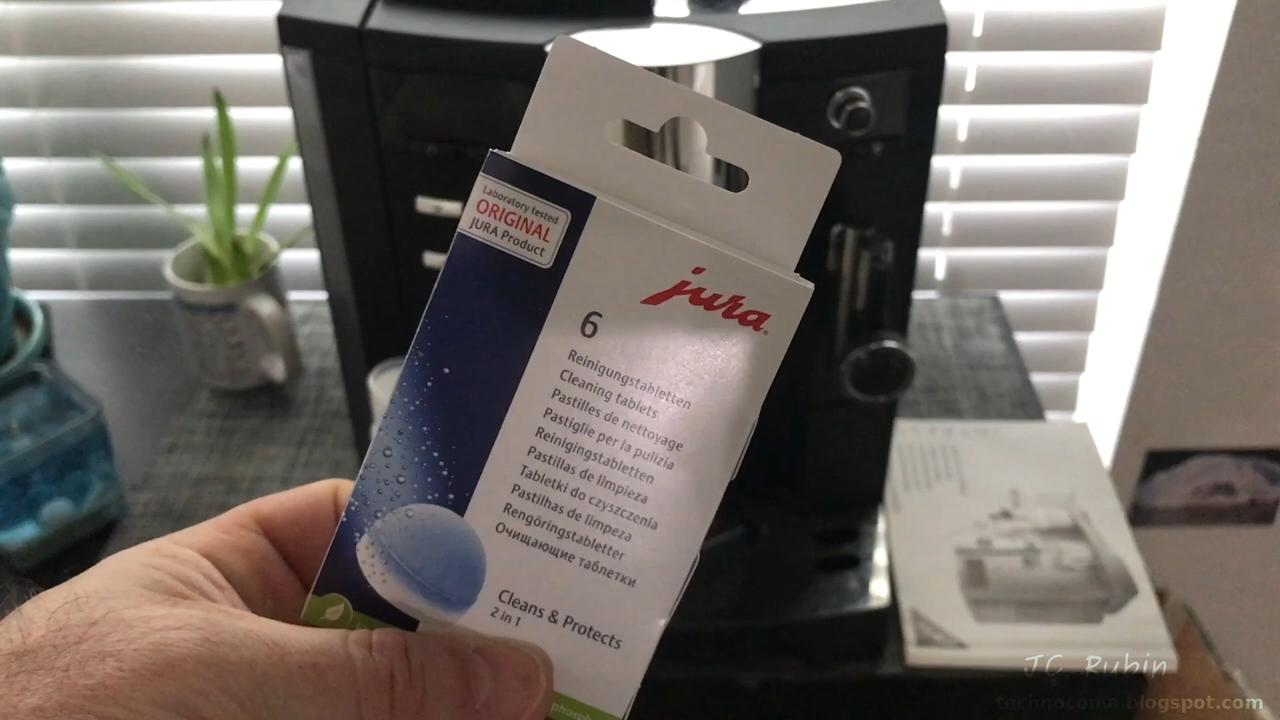 Laboratory tested
ORIGINAL
JURA Product
jura
6
Reinigungstabletten
Cleaning tablets
Pastilles de nettoyage
Pastiglie per la pulizia
Reinigingstabletten
Pastillas de limpieza
Tabletki do czyszczenia
Pastilhas de limpeza
Rengöringstabletter
Очищающие таблетки
Cleans & Protects
2 in 1
JC Rubin
technocoma.blogspot.com